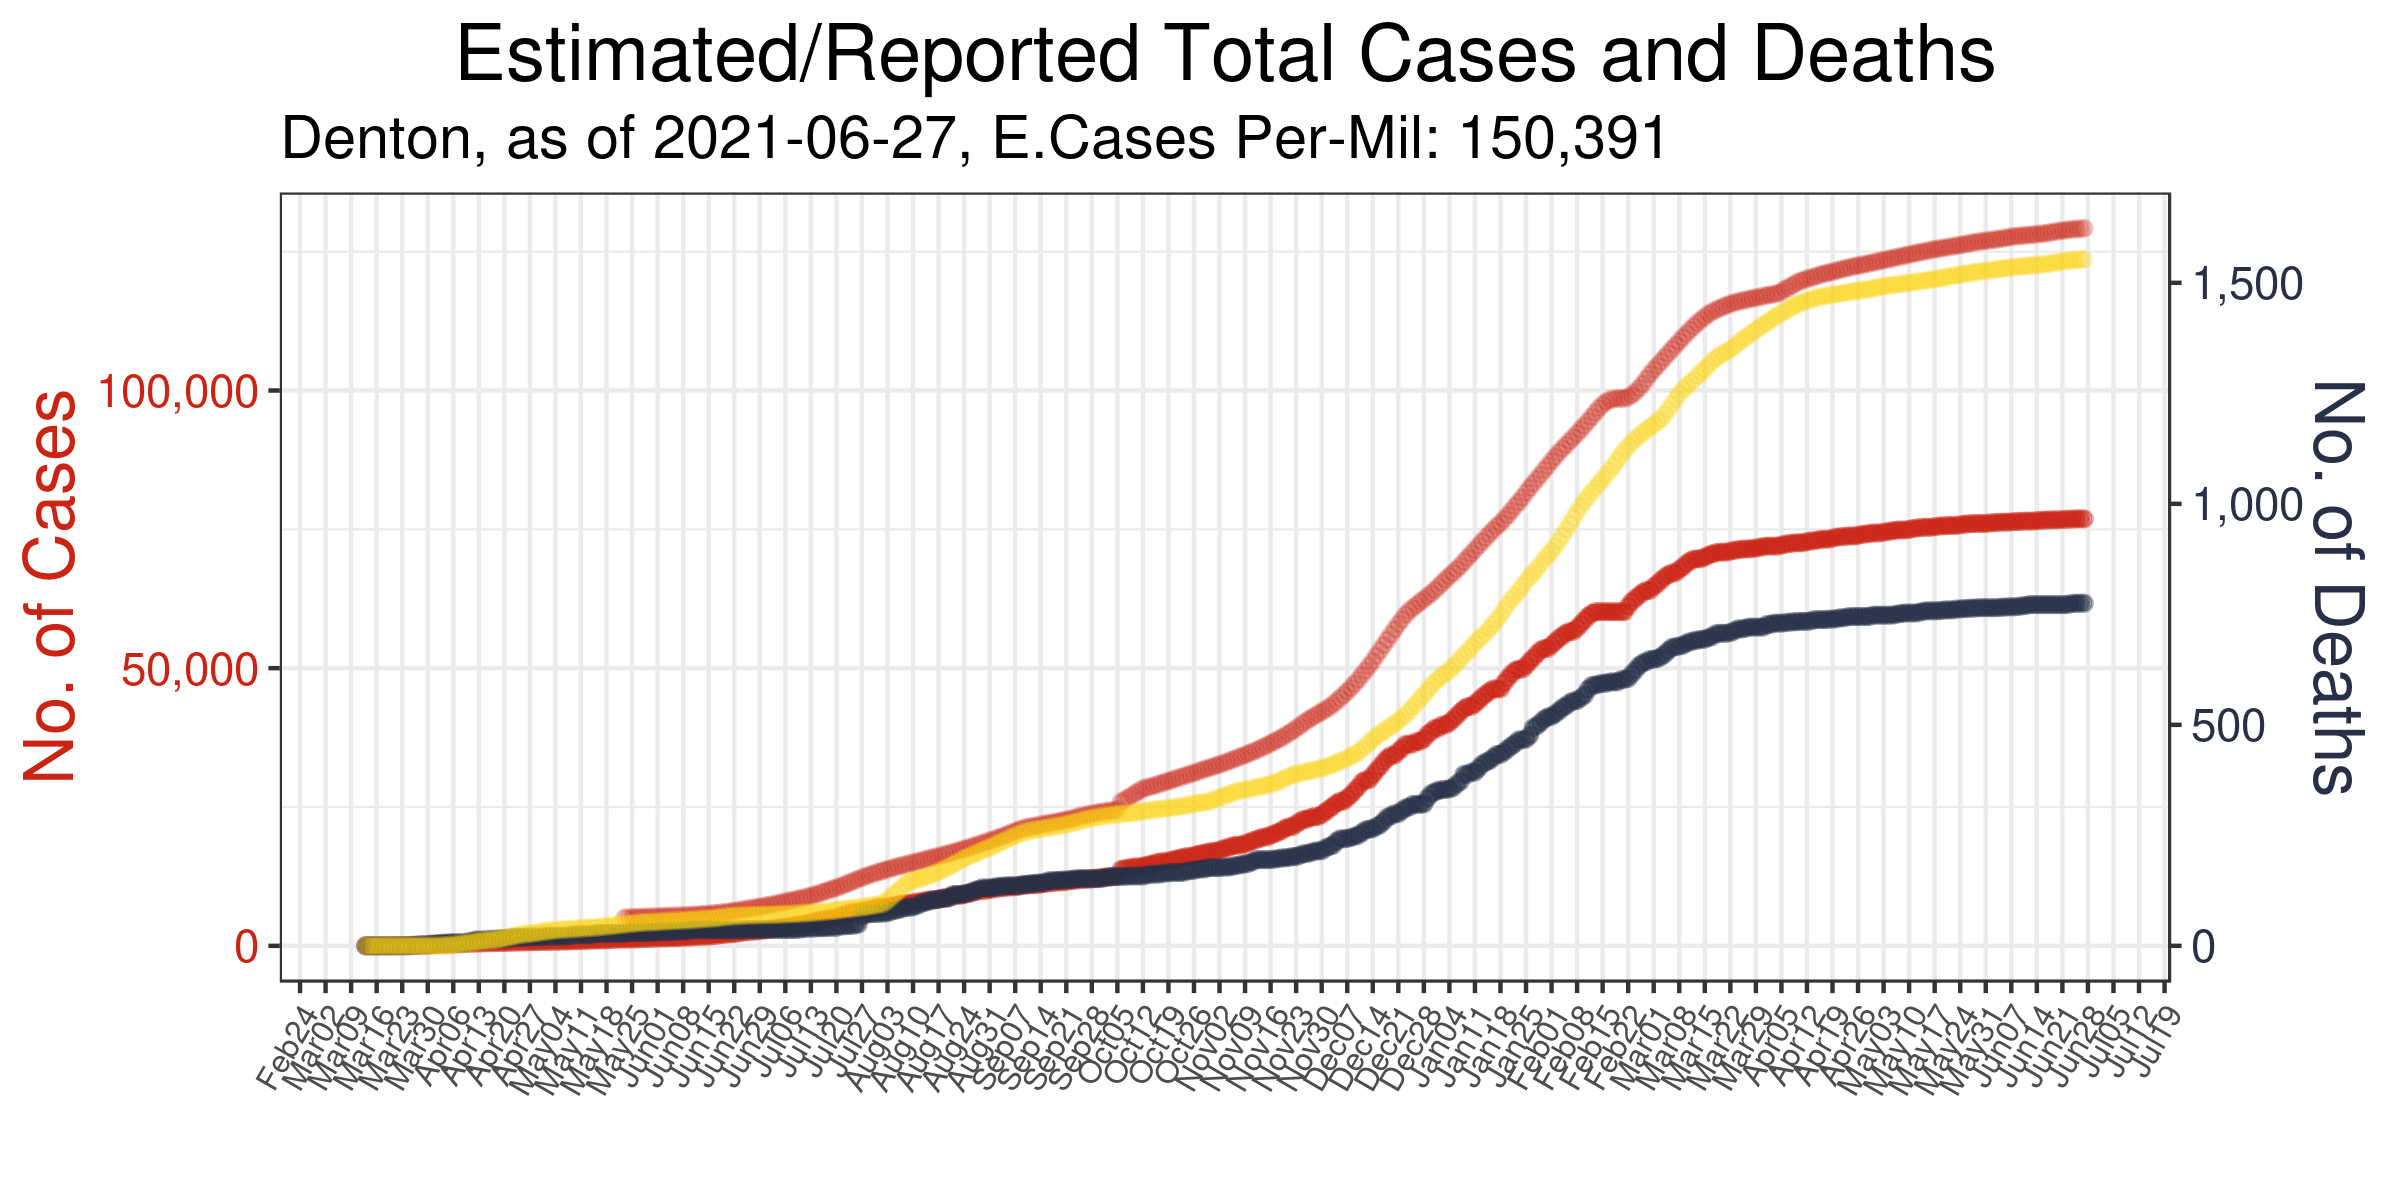 Estimated/Reported Total Cases and Deaths
Denton, as of 2021-06-27, E.Cases Per-Mil: 150,391
No. of Cases
100,000
50,000
0
1,500
1,000
500
0
No. of Deaths
Feb24
Mar02
Mar09
Mar16
Mar23
Mar30
Apr06
Apr13
Apr20
Apr27
May04
May11
May18
May25
Jun01
Jun08
Jun15
Jun22
Jun29
Jul06
Jul13
Jul20
Jul27
Aug03
Aug10
Aug17
Aug24
Aug31
Sep07
Sep14
Sep21
Sep28
Oct05
Oct12
Oct19
Oct26
Nov02
Nov09
Nov16
Nov23
Nov30
Dec07
Dec14
Dec21
Dec28
Jan04
Jan11
Jan18
Jan25
Feb01
Feb08
Feb15
Feb22
Mar01
Mar08
Mar15
Mar22
Mar29
Apr05
Apr12
Apr19
Apr26
May03
May10
May17
May24
May31
Jun07
Jun14
Jun21
Jun28
Jul05
Jul12
Jul19